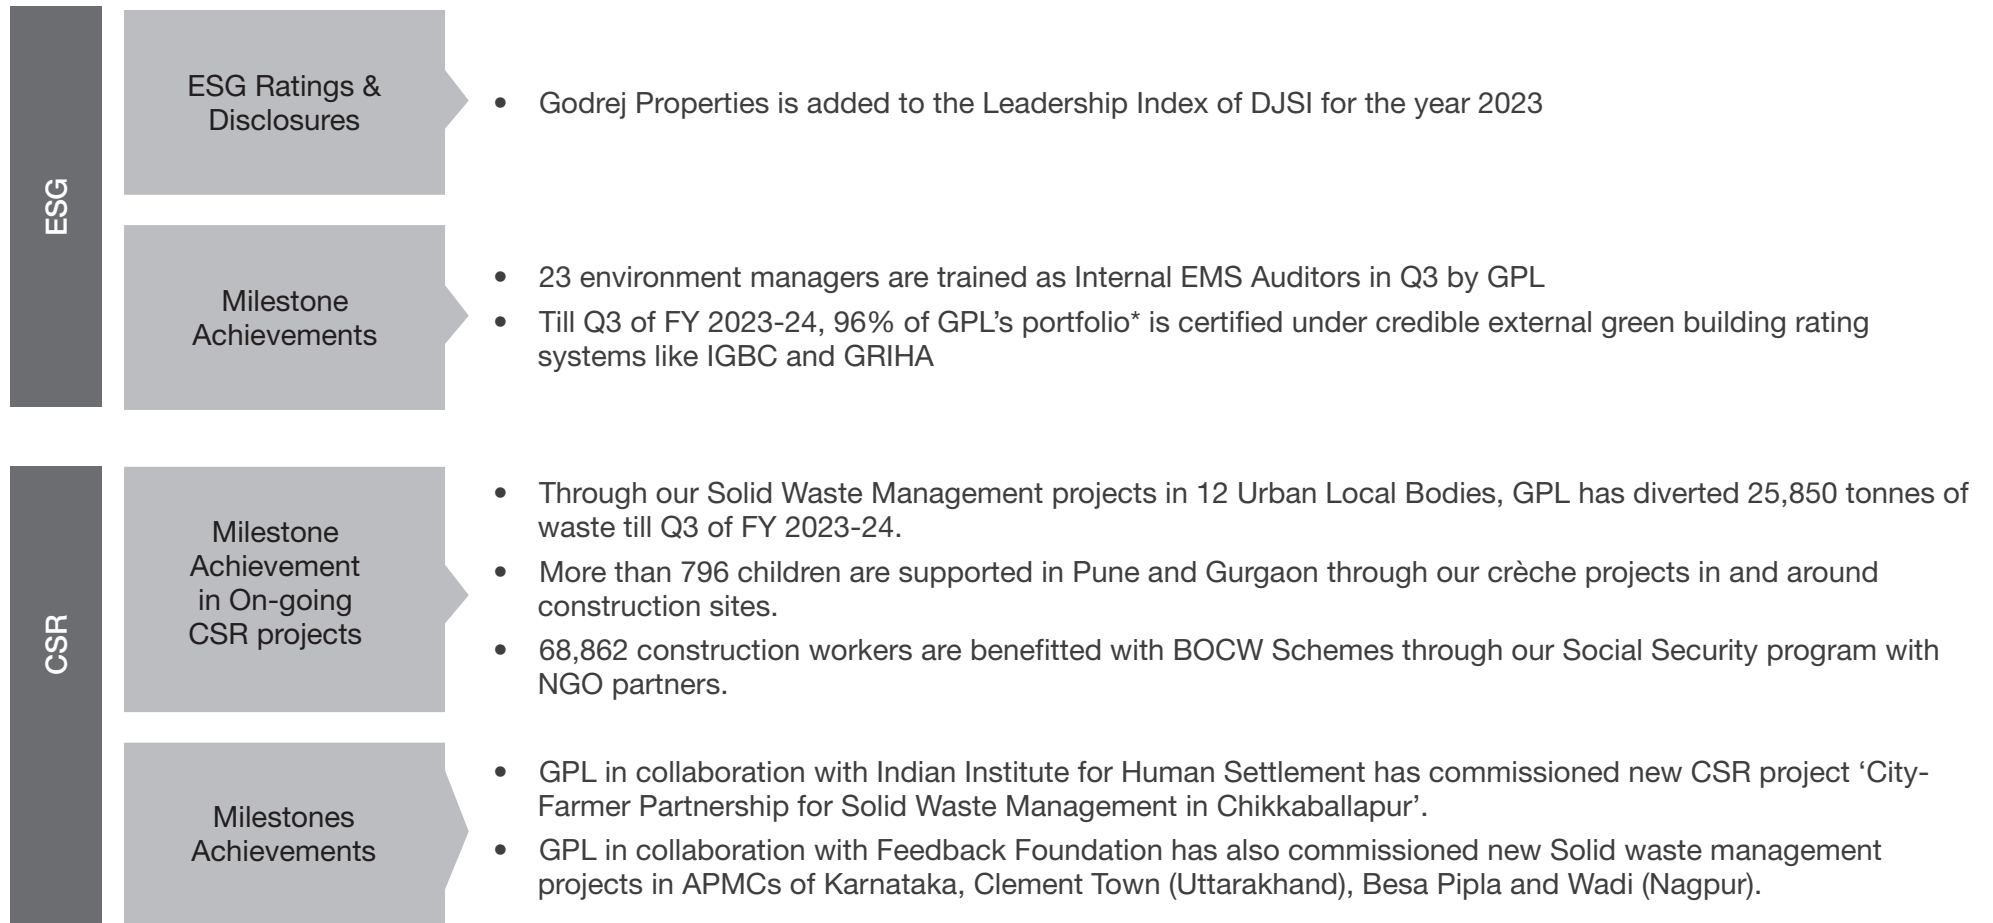 ESG
ESG Ratings &
Disclosures
• Godrej Properties is added to the Leadership Index of DJSI for the year 2023
Milestone
Achievements
• 23 environment managers are trained as Internal EMS Auditors in Q3 by GPL
• Till Q3 of FY 2023-24, 96% of GPL's portfolio* is certified under credible external green building rating
systems like IGBC and GRIHA
CSR
Milestone
Achievement
in On-going
CSR projects
• Through our Solid Waste Management projects in 12 Urban Local Bodies, GPL has diverted 25,850 tonnes of
waste till Q3 of FY 2023-24.
• More than 796 children are supported in Pune and Gurgaon through our crèche projects in and around
construction sites.
• 68,862 construction workers are benefitted with BOCW Schemes through our Social Security program with
NGO partners.
Milestones
Achievements
• GPL in collaboration with Indian Institute for Human Settlement has commissioned new CSR project ‘City-
Farmer Partnership for Solid Waste Management in Chikkaballapur’.
• GPL in collaboration with Feedback Foundation has also commissioned new Solid waste management
projects in APMCs of Karnataka, Clement Town (Uttarakhand), Besa Pipla and Wadi (Nagpur).